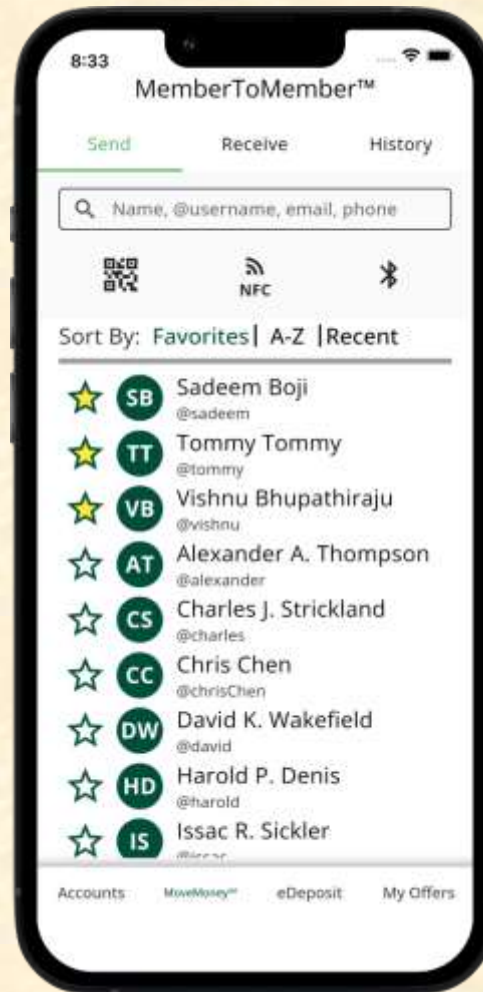 8:33
MemberToMember™
Send Receive History
Name, @username, email, phone
NFC
Sort By: Favorites| A-Z |Recent
SB Sadeem Boji
@sadeem
TT Tommy Tommy
@tommy
VB Vishnu Bhupathiraju
@vishnu
AT Alexander A. Thompson
@alexander
CS Charles J. Strickland
@charles
CC Chris Chen
@chrisChen
DW David K. Wakefield
@david
HD Harold P. Denis
@harold
IS Issac R. Sickler
@issac
Accounts MoveMoney℠ eDeposit My Offers